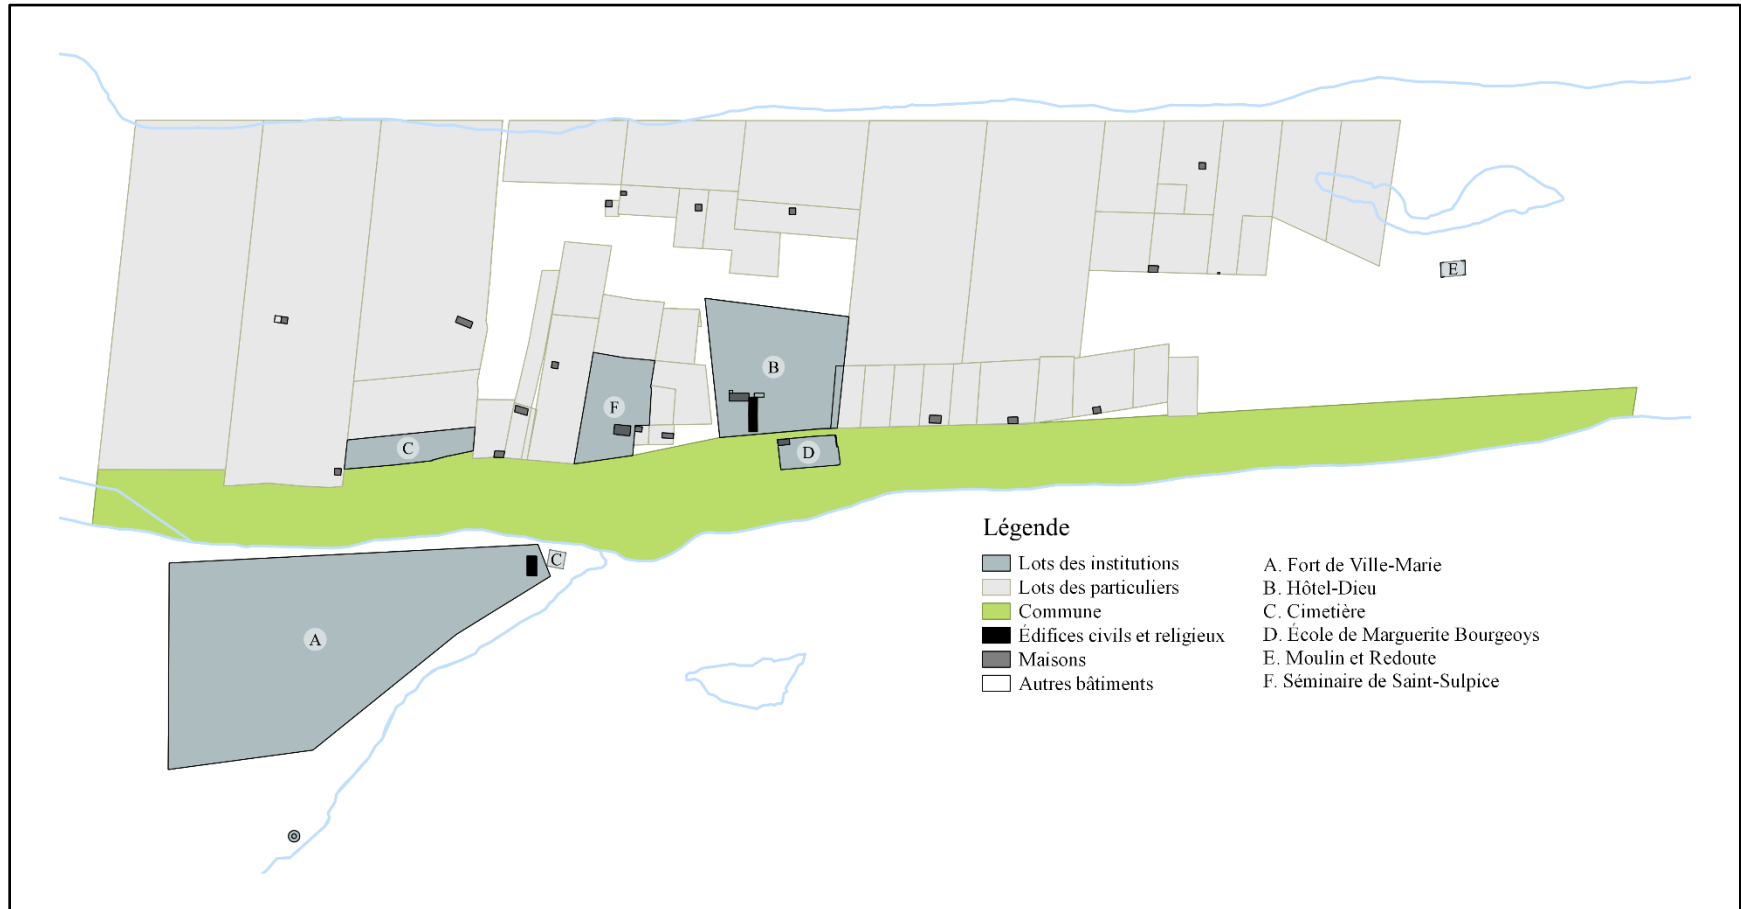 E
B
F
C
D
C
A
Légende
Lots des institutions
Lots des particuliers
Commune
Édifices civils et religieux
Maisons
Autres bâtiments
A. Fort de Ville-Marie
B. Hôtel-Dieu
C. Cimetière
D. École de Marguerite Bourgeoys
E. Moulin et Redoute
F. Séminaire de Saint-Sulpice